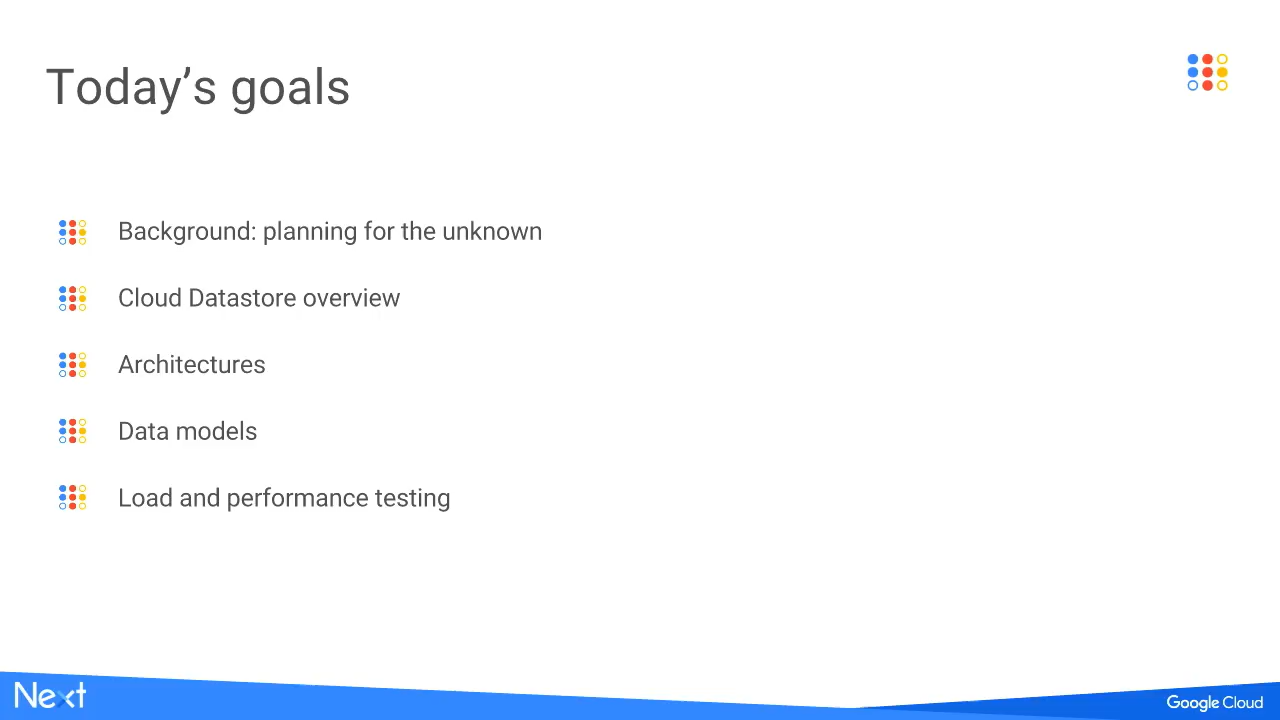 Today’s goals
Background: planning for the unknown
Cloud Datastore overview
Architectures
Data models
Load and performance testing
Next
Google Cloud